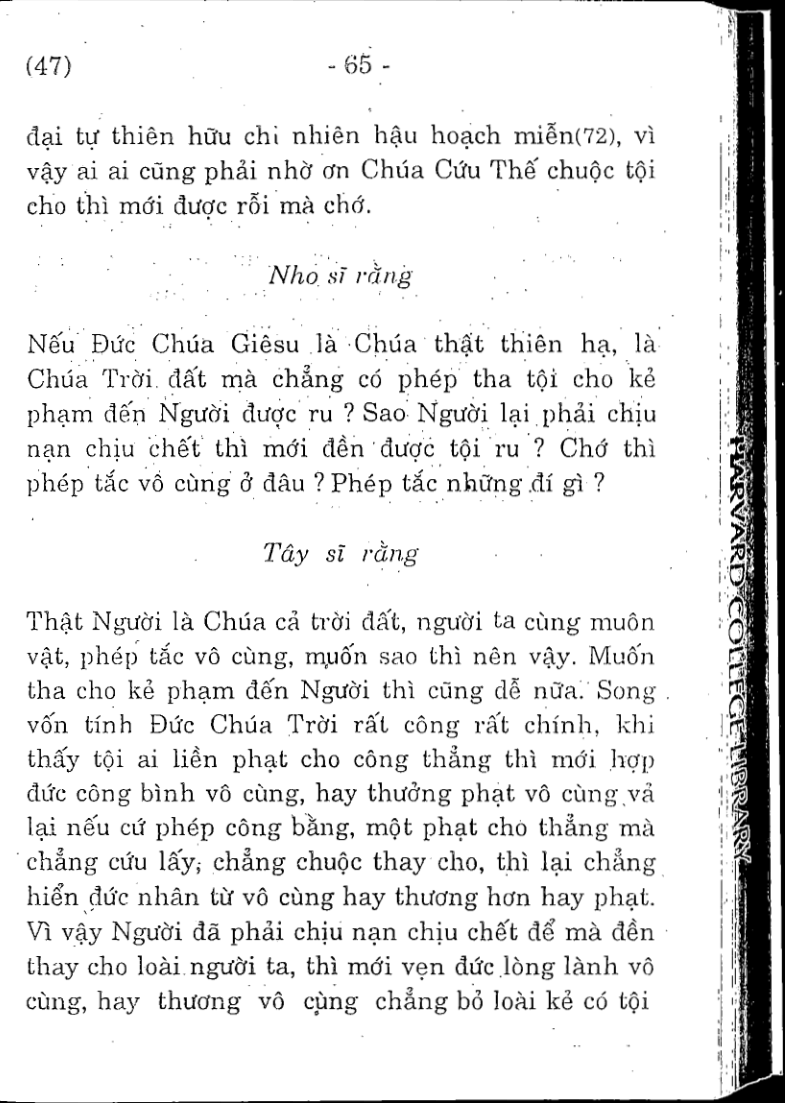 (47) - 65 -
đại tự thiên hữu chi nhiên hậu hoạch miễn(72), vì
vậy ai ai cũng phải nhờ ơn Chúa Cứu Thế chuộc tội
cho thì mới được rỗi mà chớ.
Nho sĩ rằng
Nếu Đức Chúa Giêsu là Chúa thật thiên hạ, là
Chúa Trời đất mà chẳng có phép tha tội cho kẻ
phạm đến Người được ru ? Sao Người lại phải chịu
nạn chịu chết thì mới đền được tội ru ? Chớ thì
phép tắc vô cùng ở đâu ? Phép tắc những đí gì ?
Tây sĩ rằng
Thật Người là Chúa cả trời đất, người ta cùng muôn
vật, phép tắc vô cùng, muốn sao thì nên vậy. Muốn
tha cho kẻ phạm đến Người thì cũng dễ nữa. Song
vốn tính Đức Chúa Trời rất công rất chính, khi
thấy tội ai liền phạt cho công thẳng thì mới hợp
đức công bình vô cùng, hay thưởng phạt vô cùng vả
lại nếu cứ phép công bằng, một phạt cho thẳng mà
chẳng cứu lấy, chẳng chuộc thay cho, thì lại chẳng
hiển đức nhân từ vô cùng hay thương hơn hay phạt.
Vì vậy Người đã phải chịu nạn chịu chết để mà đền
thay cho loài người ta, thì mới vẹn đức lòng lành vô
cùng, hay thương vô cùng chẳng bỏ loài kẻ có tội
HARVARD COLLEGE LIBRARY